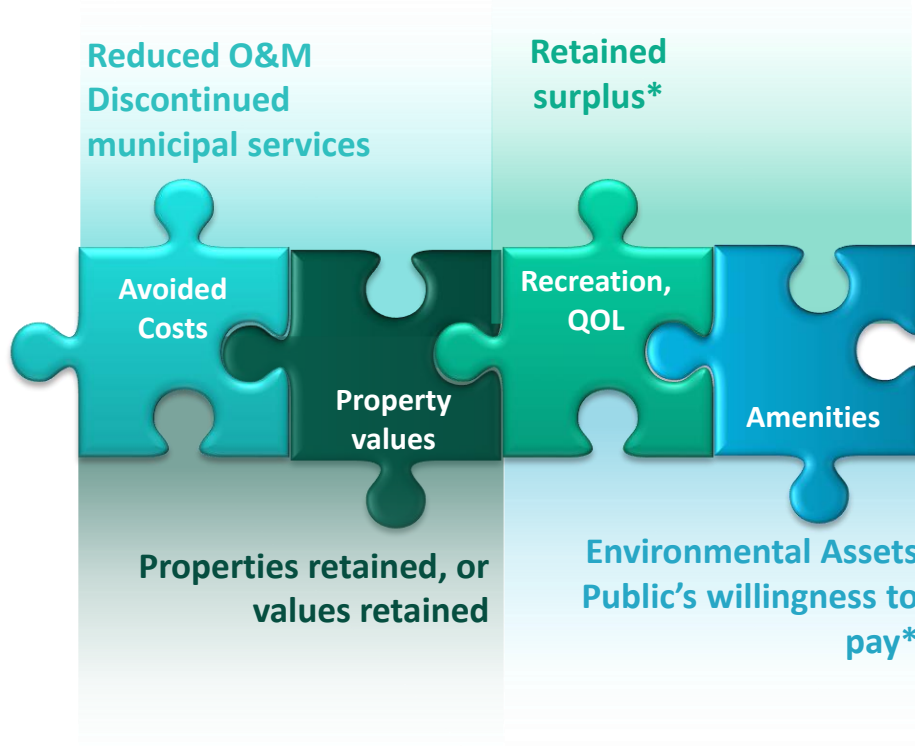 Reduced O&M
Discontinued
municipal services
Retained
surplus*
Avoided
Costs
Property
values
Recreation,
QOL
Amenities
Properties retained, or
values retained
Environmental Assets
Public's willingness to
pay*